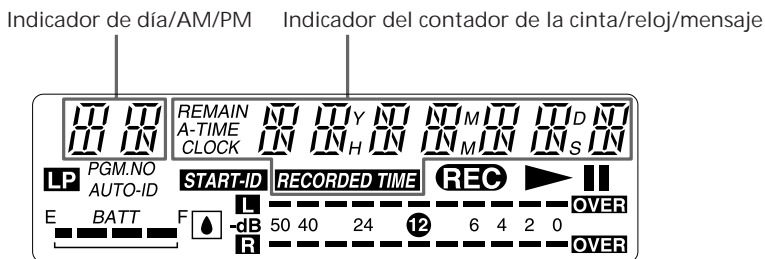 Indicador de día/AM/PM
Indicador del contador de la cinta/reloj/mensaje
REMAIN
A-TIME
CLOCK
Y M D
H M S
LP PGM.NO
AUTO-ID
START-ID RECORDED TIME REC
L OVER
E BATT F -dB 50 40 24 12 6 4 2 0
R OVER